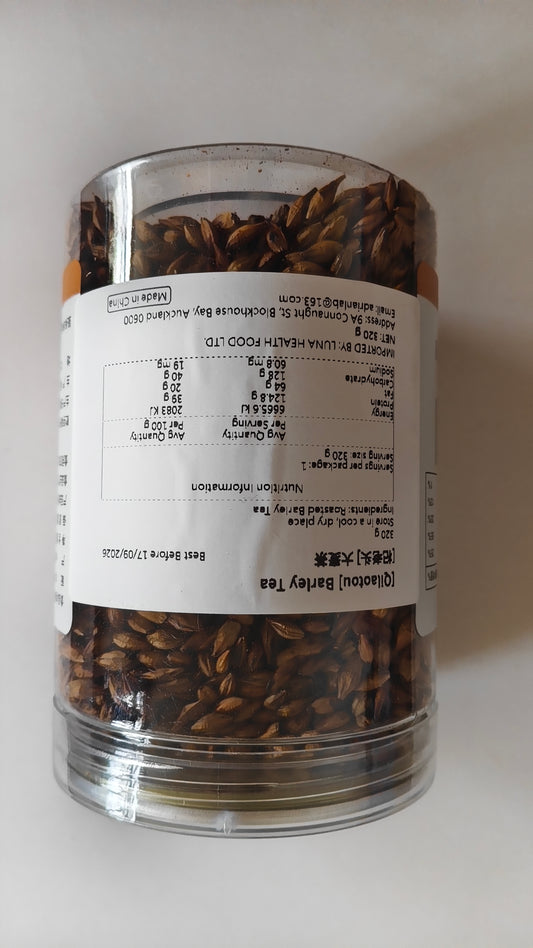 [Qilaotou] Barley Tea
[杞老头] 大麦茶
Best Before 17/09/2026
320 g
Store in a cool, dry place
Ingredients: Roasted Barley Tea
Nutrition Information
Servings per package: 1
Serving size: 320 g
Avg Quantity Per Serving Avg Quantity Per 100 g
Energy 6665.6 kJ 2083 kJ
Protein 124.8 g 39 g
Fat 64 g 20 g
Carbohydrate 128 g 40 g
Sodium 60.8 mg 19 mg
IMPORTED BY: LUNA HEALTH FOOD LTD.
NET: 320 g
Address: 9A Connaught St, Blockhouse Bay, Auckland 0600
Email: adrianlab@163.com
Made in China